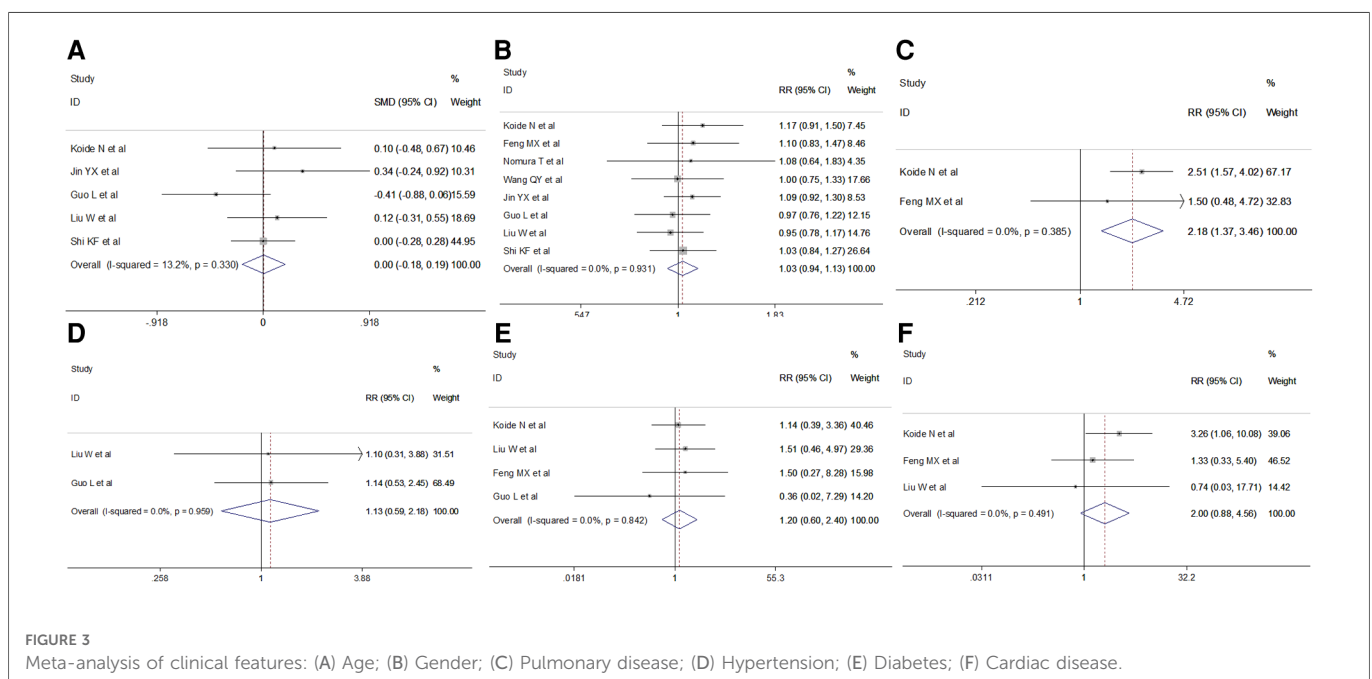 A
Study %
ID SMD (95% CI) Weight
Koide N et al 0.10 (-0.48, 0.67) 10.46
Jin YX et al 0.34 (-0.24, 0.92) 10.31
Guo L et al -0.41 (-0.88, 0.06) 15.59
Liu W et al 0.12 (-0.31, 0.55) 18.69
Shi KF et al 0.00 (-0.28, 0.28) 44.95
Overall (I-squared = 13.2%, p = 0.330) 0.00 (-0.18, 0.19) 100.00
-.918 0 .918
B
Study %
ID RR (95% CI) Weight
Koide N et al 1.17 (0.91, 1.50) 7.45
Feng MX et al 1.10 (0.83, 1.47) 8.46
Nomura T et al 1.08 (0.64, 1.83) 4.35
Wang QY et al 1.00 (0.75, 1.33) 17.66
Jin YX et al 1.09 (0.92, 1.30) 8.53
Guo L et al 0.97 (0.76, 1.22) 12.15
Liu W et al 0.95 (0.78, 1.17) 14.76
Shi KF et al 1.03 (0.84, 1.27) 26.64
Overall (I-squared = 0.0%, p = 0.931) 1.03 (0.94, 1.13) 100.00
.547 1 1.83
C
Study %
ID RR (95% CI) Weight
Koide N et al 2.51 (1.57, 4.02) 67.17
Feng MX et al 1.50 (0.48, 4.72) 32.83
Overall (I-squared = 0.0%, p = 0.385) 2.18 (1.37, 3.46) 100.00
.212 1 4.72
D
Study %
ID RR (95% CI) Weight
Liu W et al 1.10 (0.31, 3.88) 31.51
Guo L et al 1.14 (0.53, 2.45) 68.49
Overall (I-squared = 0.0%, p = 0.959) 1.13 (0.59, 2.18) 100.00
.258 1 3.88
E
Study %
ID RR (95% CI) Weight
Koide N et al 1.14 (0.39, 3.36) 40.46
Liu W et al 1.51 (0.46, 4.97) 29.36
Feng MX et al 1.50 (0.27, 8.28) 15.98
Guo L et al 0.36 (0.02, 7.29) 14.20
Overall (I-squared = 0.0%, p = 0.842) 1.20 (0.60, 2.40) 100.00
.0181 1 55.3
F
Study %
ID RR (95% CI) Weight
Koide N et al 3.26 (1.06, 10.08) 39.06
Feng MX et al 1.33 (0.33, 5.40) 46.52
Liu W et al 0.74 (0.03, 17.71) 14.42
Overall (I-squared = 0.0%, p = 0.491) 2.00 (0.88, 4.56) 100.00
.0311 1 32.2
FIGURE 3
Meta-analysis of clinical features: (A) Age; (B) Gender; (C) Pulmonary disease; (D) Hypertension; (E) Diabetes; (F) Cardiac disease.